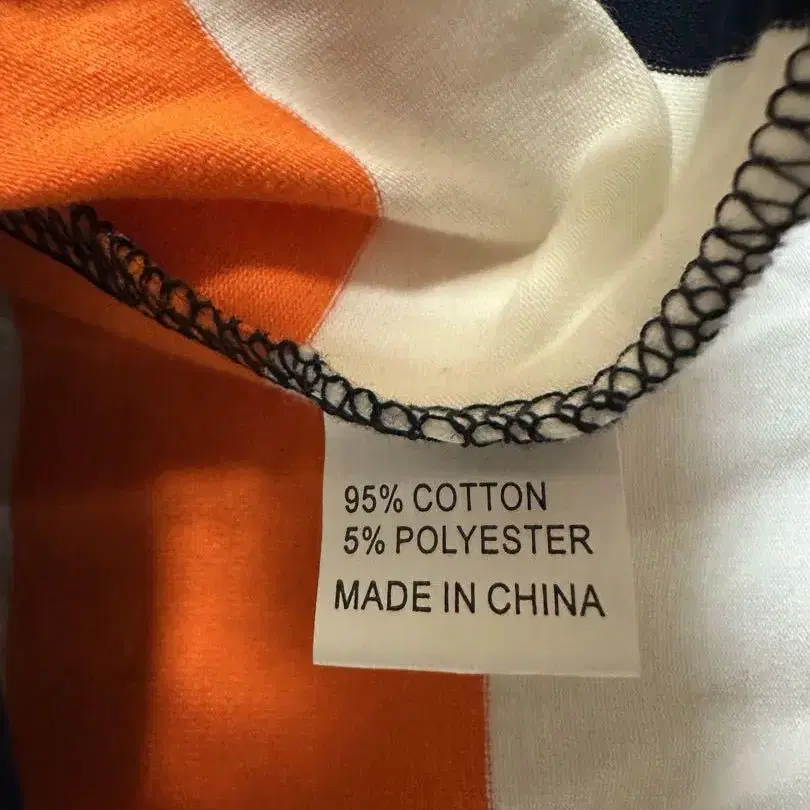 95% COTTON
5% POLYESTER
MADE IN CHINA